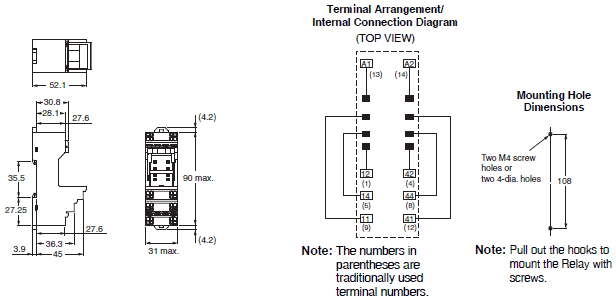 Terminal Arrangement/
Internal Connection Diagram
(TOP VIEW)
52.1
30.8
28.1
27.6
35.5
27.25
27.6
3.9
36.3
45
(4.2)
90 max.
(4.2)
31 max.
A1
A2
(13)
(14)
12
42
(1)
(4)
14
44
(5)
(8)
11
41
(9)
(12)
Note: The numbers in
parentheses are
traditionally used
terminal numbers.
Mounting Hole
Dimensions
Two M4 screw
holes or
two 4-dia. holes
108
Note: Pull out the hooks to
mount the Relay with
screws.